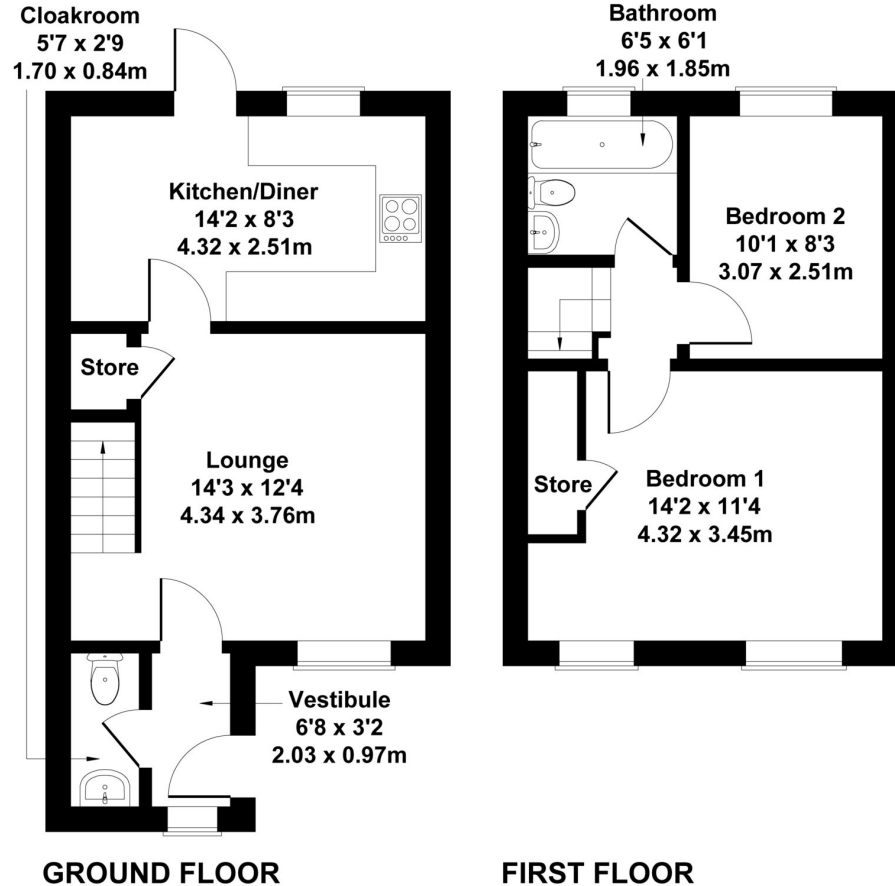 Cloakroom
5'7 x 2'9
1.70 x 0.84m
Kitchen/Diner
14'2 x 8'3
4.32 x 2.51m
Store
Lounge
14'3 x 12'4
4.34 x 3.76m
Vestibule
6'8 x 3'2
2.03 x 0.97m
GROUND FLOOR
Bathroom
6'5 x 6'1
1.96 x 1.85m
Bedroom 2
10'1 x 8'3
3.07 x 2.51m
Store
Bedroom 1
14'2 x 11'4
4.32 x 3.45m
FIRST FLOOR